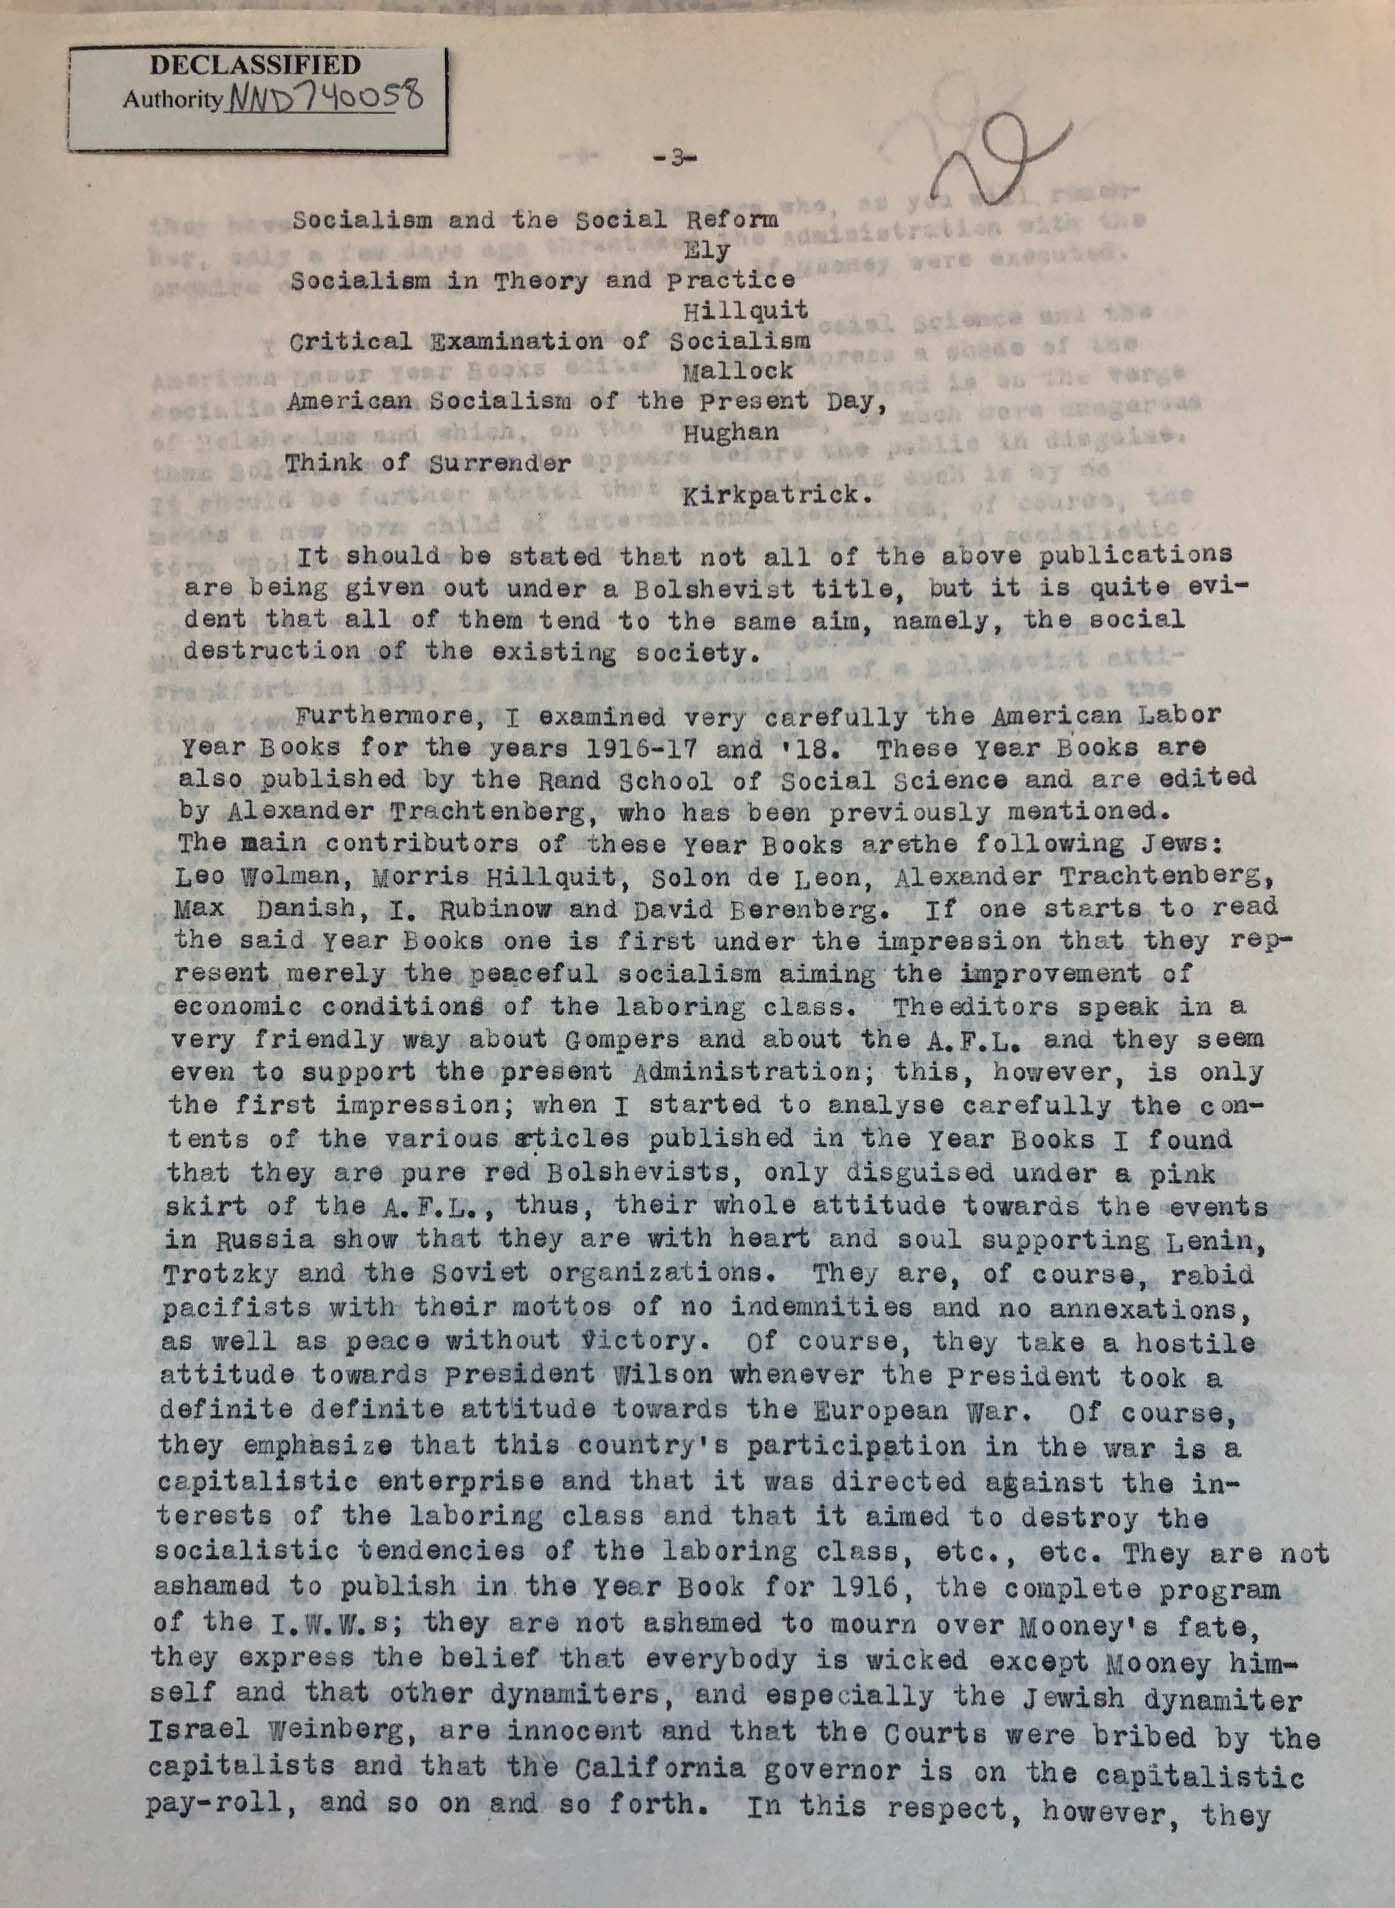 DECLASSIFIED
Authority NND740058
-3-
Socialism and the Social Reform
Ely
Socialism in Theory and Practice
Hillquit
Critical Examination of Socialism
Mallock
American Socialism of the Present Day,
Hughan
Think of Surrender
Kirkpatrick.
It should be stated that not all of the above publications
are being given out under a Bolshevist title, but it is quite evi-
dent that all of them tend to the same aim, namely, the social
destruction of the existing society.
Furthermore, I examined very carefully the American Labor
Year Books for the years 1916-17 and '18. These Year Books are
also published by the Rand School of Social Science and are edited
by Alexander Trachtenberg, who has been previously mentioned.
The main contributors of these Year Books arethe following Jews:
Leo Wolman, Morris Hillquit, Solon de Leon, Alexander Trachtenberg,
Max Danish, I. Rubinow and David Berenberg. If one starts to read
the said Year Books one is first under the impression that they rep-
resent merely the peaceful socialism aiming the improvement of
economic conditions of the laboring class. Theeditors speak in a
very friendly way about Gompers and about the A.F.L. and they seem
even to support the present Administration; this, however, is only
the first impression; when I started to analyse carefully the con-
tents of the various articles published in the Year Books I found
that they are pure red Bolshevists, only disguised under a pink
skirt of the A.F.L., thus, their whole attitude towards the events
in Russia show that they are with heart and soul supporting Lenin,
Trotzky and the Soviet organizations. They are, of course, rabid
pacifists with their mottos of no indemnities and no annexations,
as well as peace without Victory. Of course, they take a hostile
attitude towards President Wilson whenever the President took a
definite definite attitude towards the European War. Of course,
they emphasize that this country's participation in the war is a
capitalistic enterprise and that it was directed against the in-
terests of the laboring class and that it aimed to destroy the
socialistic tendencies of the laboring class, etc., etc. They are not
ashamed to publish in the Year Book for 1916, the complete program
of the I.W.W.s; they are not ashamed to mourn over Mooney's fate,
they express the belief that everybody is wicked except Mooney him-
self and that other dynamiters, and especially the Jewish dynamiter
Israel Weinberg, are innocent and that the Courts were bribed by the
capitalists and that the California governor is on the capitalistic
pay-roll, and so on and so forth. In this respect, however, they